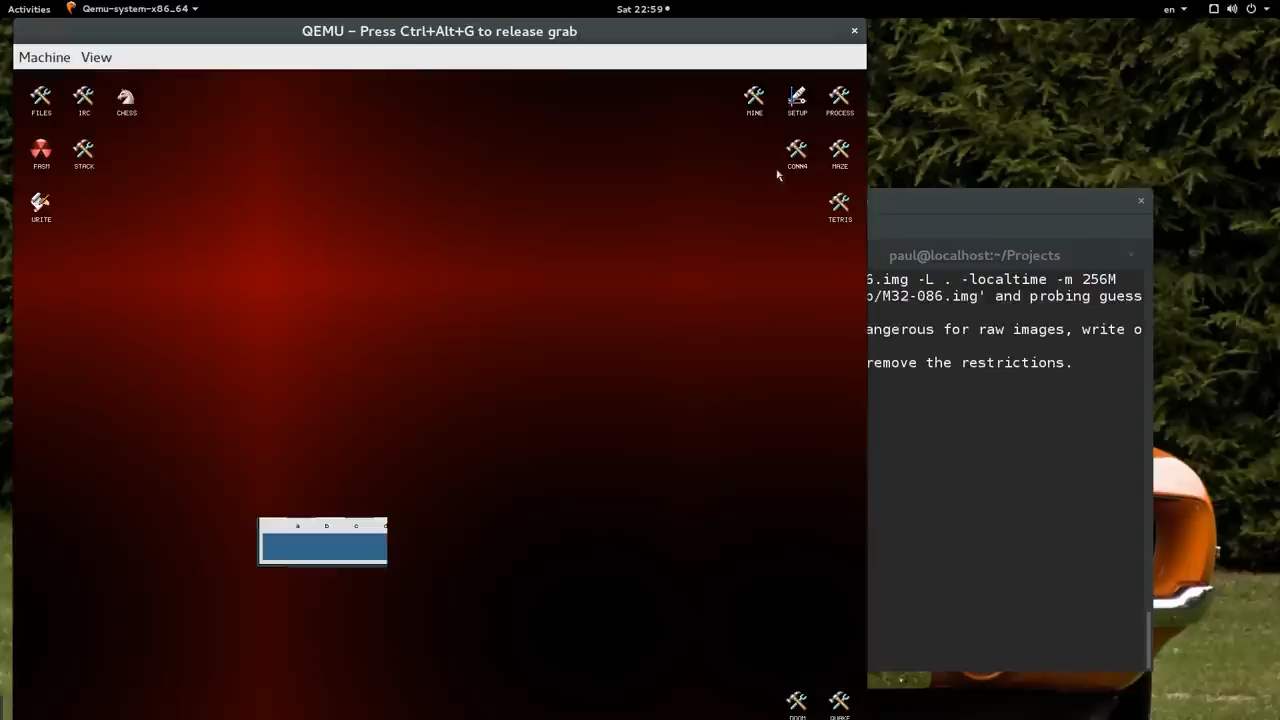 Activities Qemu-system-x86_64 Sat 22:59 en
QEMU – Press Ctrl+Alt+G to release grab
Machine View
FILES IRC CHESS MINE SETUP PROCESS
FASM STACK CONN4 MAZE
WRITE TETRIS
paul@localhost:~/Projects
6.img -L . -localtime -m 256M
/M32-086.img' and probing guess
angerous for raw images, write o
remove the restrictions.
a b c d
DOOM QUAKE